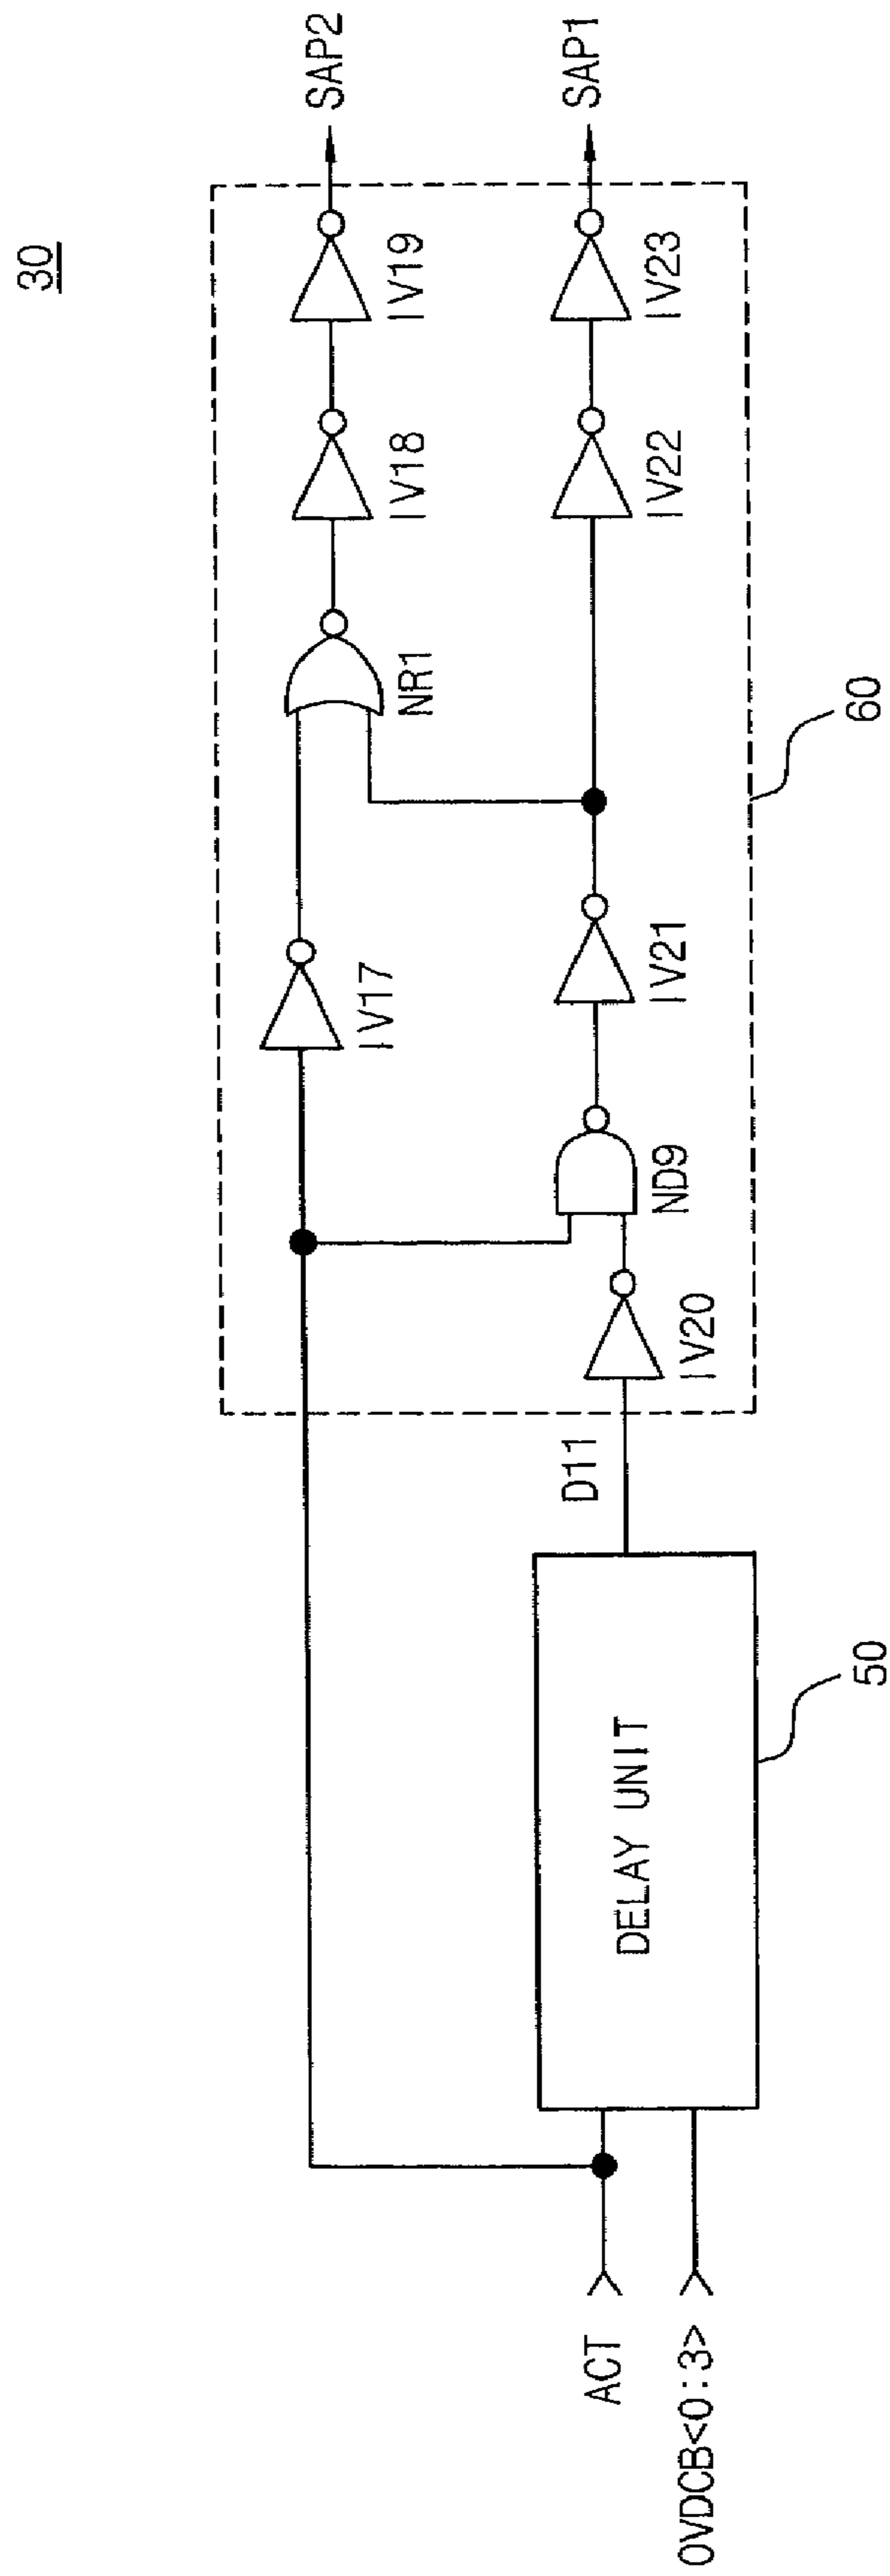 30
ACT
OVDCB<0:3>
DELAY UNIT
50
D11
IV17
IV20
ND9
IV21
NR1
IV18
IV19
SAP2
IV22
IV23
SAP1
60